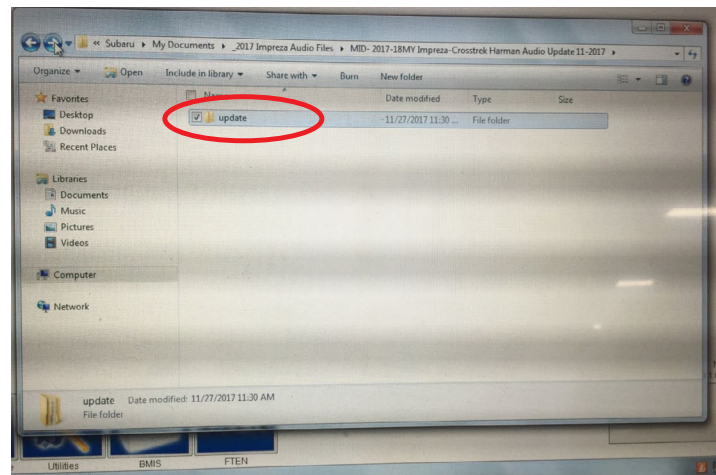 « Subaru ▸ My Documents ▸ _2017 Impreza Audio Files ▸ MID- 2017-18MY Impreza-Crosstrek Harman Audio Update 11-2017 ▸
Organize Open Include in library Share with Burn New folder
Favorites
Desktop
Downloads
Recent Places
Libraries
Documents
Music
Pictures
Videos
Computer
Network
Name Date modified Type Size
update 11/27/2017 11:30 ... File folder
update Date modified: 11/27/2017 11:30 AM
File folder
Utilities BMIS FTEN